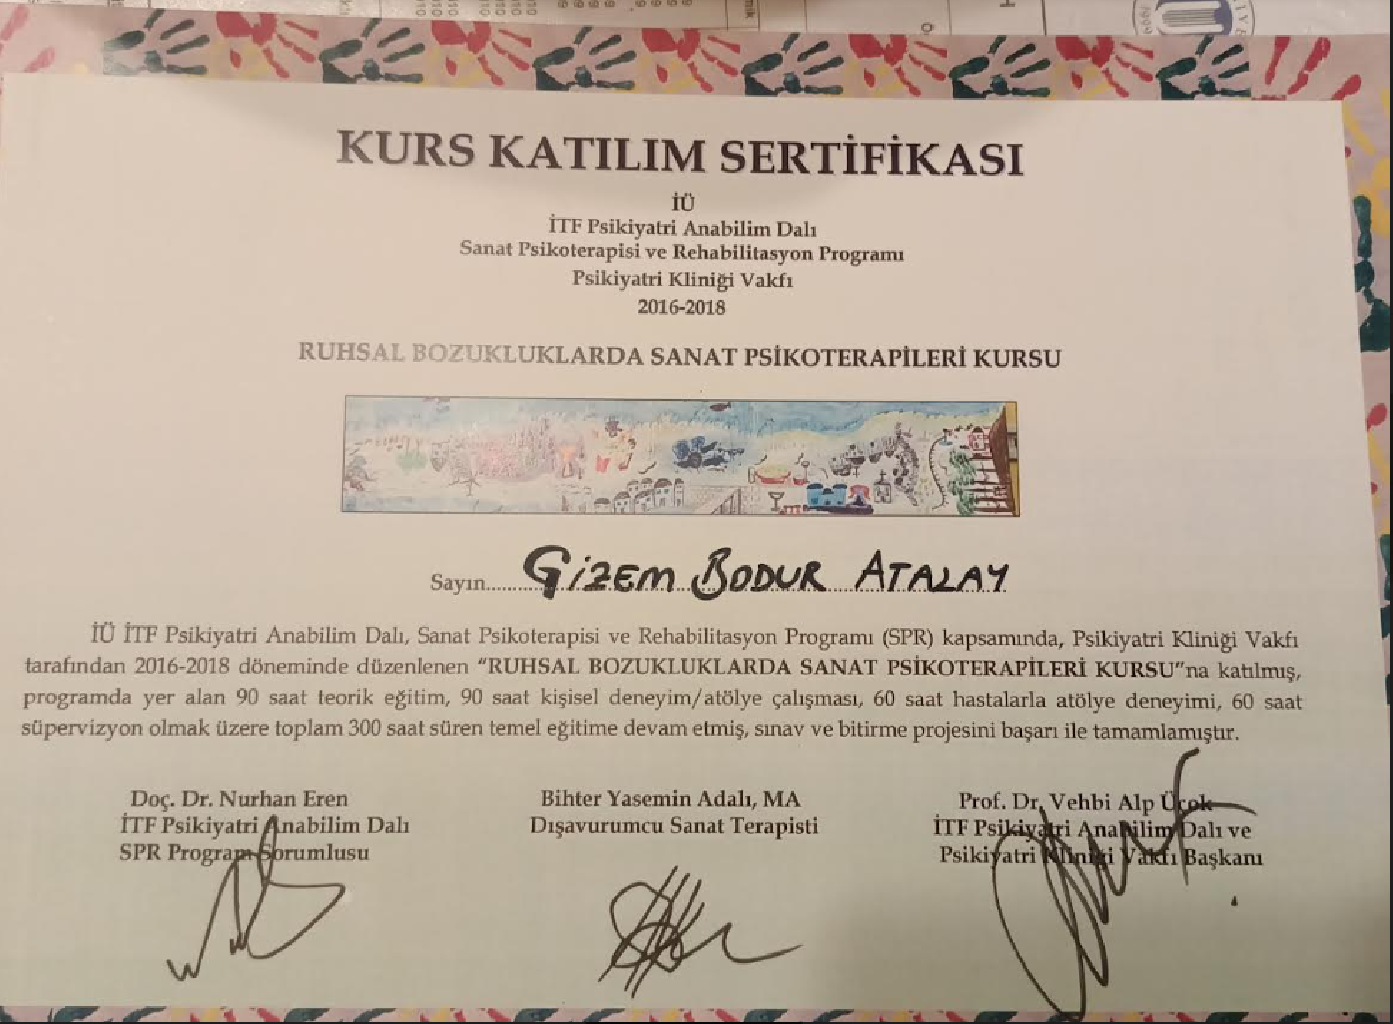 KURS KATILIM SERTİFİKASI
İÜ
İTF Psikiyatri Anabilim Dalı
Sanat Psikoterapisi ve Rehabilitasyon Programı
Psikiyatri Kliniği Vakfı
2016-2018
RUHSAL BOZUKLUKLARDA SANAT PSİKOTERAPİLERİ KURSU
Sayın.......... GİZEM BODUR ATALAY
İÜ İTF Psikiyatri Anabilim Dalı, Sanat Psikoterapisi ve Rehabilitasyon Programı (SPR) kapsamında, Psikiyatri Kliniği Vakfı
tarafından 2016-2018 döneminde düzenlenen “RUHSAL BOZUKLUKLARDA SANAT PSİKOTERAPİLERİ KURSU”na katılmış,
programda yer alan 90 saat teorik eğitim, 90 saat kişisel deneyim/atölye çalışması, 60 saat hastalarla atölye deneyimi, 60 saat
süpervizyon olmak üzere toplam 300 saat süren temel eğitime devam etmiş, sınav ve bitirme projesini başarı ile tamamlamıştır.
Doç. Dr. Nurhan Eren
İTF Psikiyatri Anabilim Dalı
SPR Program Sorumlusu
Bihter Yasemin Adalı, MA
Dışavurumcu Sanat Terapisti
Prof. Dr. Vehbi Alp Üçok
İTF Psikiyatri Anabilim Dalı ve
Psikiyatri Kliniği Vakfı Başkanı